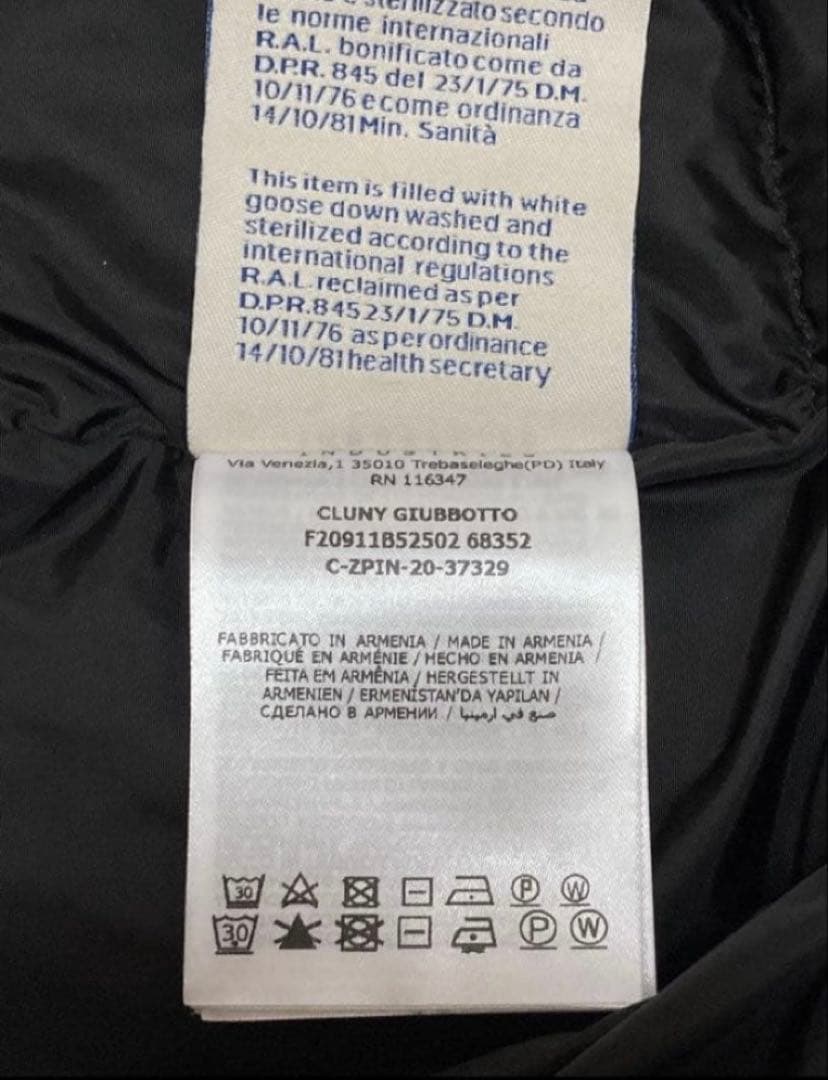 sterilizzato secondo
le norme internazionali
R.A.L. bonificato come da
D.P.R. 845 del 23/1/75 D.M.
10/11/76 e come ordinanza
14/10/81 Min. Sanità
This item is filled with white
goose down washed and
sterilized according to the
international regulations
R.A.L. reclaimed as per
D.P.R.845 23/1/75 D.M.
10/11/76 as per ordinance
14/10/81 health secretary
INDUSTRIES
Via Venezia,1 35010 Trebaseleghe(PD) Italy
RN 116347
CLUNY GIUBBOTTO
F20911B52502 68352
C-ZPIN-20-37329
FABBRICATO IN ARMENIA / MADE IN ARMENIA /
FABRIQUÉ EN ARMÉNIE / HECHO EN ARMENIA /
FEITA EM ARMÊNIA / HERGESTELLT IN
ARMENIEN / ERMENİSTAN'DA YAPILAN /
СДЕЛАНО В АРМЕНИИ / صنع في ارمينيا
30 P W
30 P W